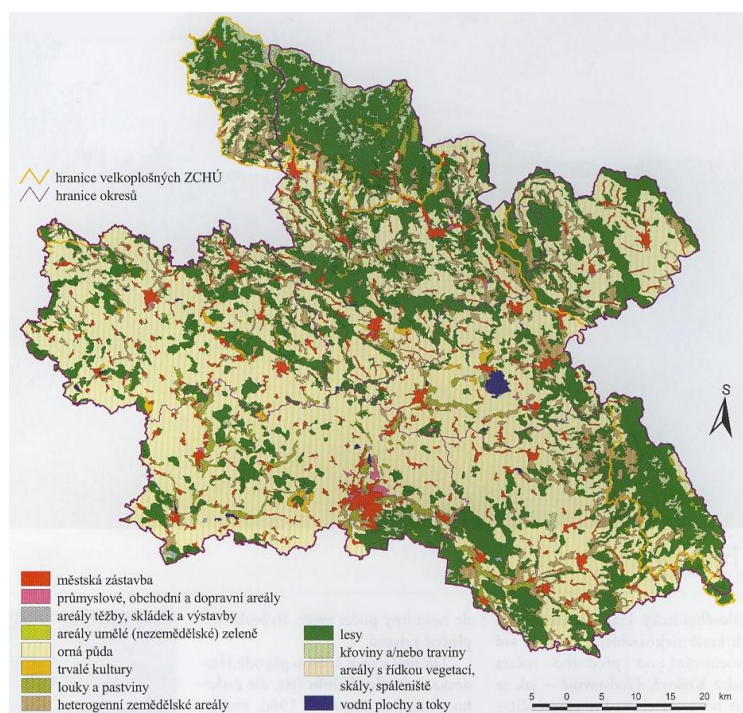 hranice velkoplošných ZCHÚ
hranice okresů
S
městská zástavba
průmyslové, obchodní a dopravní areály
areály těžby, skládek a výstavby
areály umělé (nezemědělské) zeleně
orná půda
trvalé kultury
louky a pastviny
heterogenní zemědělské areály
lesy
křoviny a/nebo traviny
areály s řídkou vegetací,
skály, spáleniště
vodní plochy a toky
5 0 5 10 15 20 km